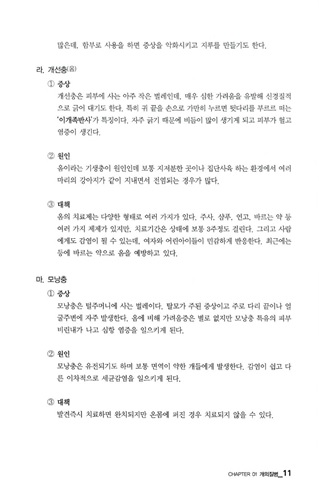 많은데, 함부로 사용을 하면 증상을 악화시키고 치루를 만들기도 한다.
라. 개선충(옴)
① 증상
개선충은 피부에 사는 아주 작은 벌레인데, 매우 심한 가려움을 유발해 신경질적
으로 긁어 대기도 한다. 특히 귀 끝을 손으로 가만히 누르면 뒷다리를 부르르 떠는
'이개족반사'가 특징이다. 자주 긁기 때문에 비듬이 많이 생기게 되고 피부가 헐고
염증이 생긴다.
② 원인
옴이라는 기생충이 원인인데 보통 지저분한 곳이나 집단사육 하는 환경에서 여러
마리의 강아지가 같이 지내면서 전염되는 경우가 많다.
③ 대책
옴의 치료제는 다양한 형태로 여러 가지가 있다. 주사, 샴푸, 연고, 바르는 약 등
여러 가지 제제가 있지만, 치료기간은 상태에 보통 3주정도 걸린다. 그리고 사람
에게도 감염이 될 수 있는데, 여자와 어린아이들이 민감하게 반응한다. 최근에는
등에 바르는 약으로 옴을 예방하고 있다.
마. 모낭충
① 증상
모낭충은 털주머니에 사는 벌레이다. 탈모가 주된 증상이고 주로 다리 끝이나 얼
굴주변에 자주 발생한다. 옴에 비해 가려움증은 별로 없지만 모낭충 특유의 피부
비린내가 나고 심항 염증을 일으키게 된다.
② 원인
모낭충은 유전되기도 하며 보통 면역이 약한 개들에게 발생한다. 감염이 쉽고 다
른 이차적으로 세균감염을 일으키게 된다.
③ 대책
발견즉시 치료하면 완치되지만 온몸에 퍼진 경우 치료되지 않을 수 있다.
CHAPTER 01 개의질병_11